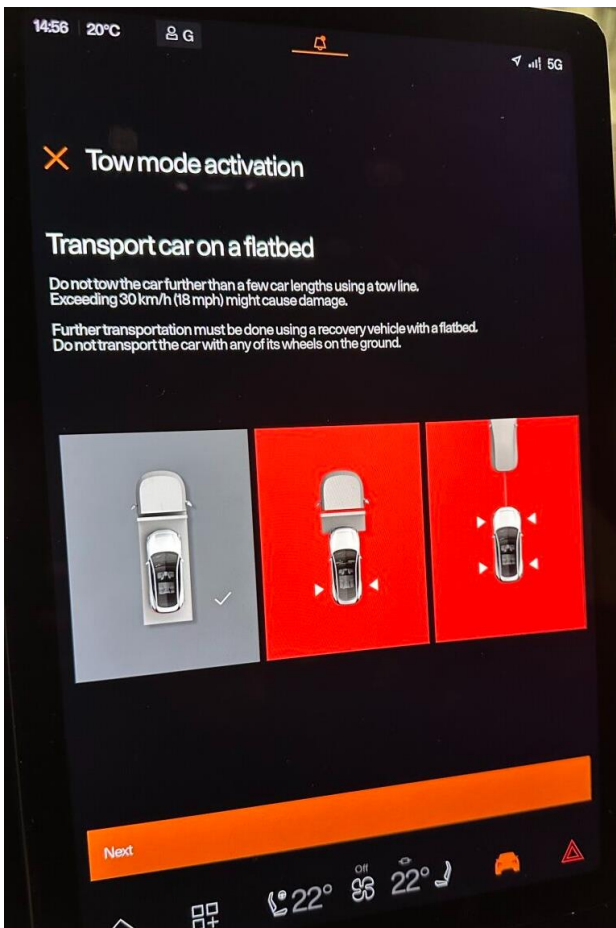 14:56 20°C G
5G
Tow mode activation
Transport car on a flatbed
Do not tow the car further than a few car lengths using a tow line.
Exceeding 30 km/h (18 mph) might cause damage.
Further transportation must be done using a recovery vehicle with a flatbed.
Do not transport the car with any of its wheels on the ground.
Next
Off
22° 22°